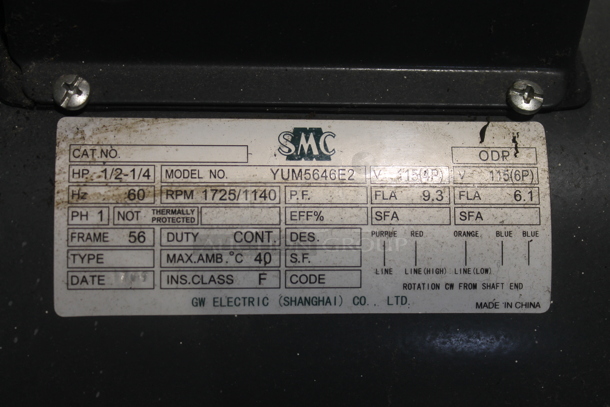 SMC
CAT.NO. ODP
HP 1/2-1/4 MODEL NO. YUM5646E2 V 115(4P) V 115(6P)
Hz 60 RPM 1725/1140 P.F. FLA 9.3 FLA 6.1
PH 1 NOT THERMALLY PROTECTED EFF% SFA SFA
FRAME 56 DUTY CONT. DES. PURPLE RED ORANGE BLUE BLUE
TYPE MAX.AMB.°C 40 S.F.
LINE LINE(HIGH) LINE(LOW)
DATE INS.CLASS F CODE ROTATION CW FROM SHAFT END
GW ELECTRIC (SHANGHAI) CO., LTD. MADE IN CHINA